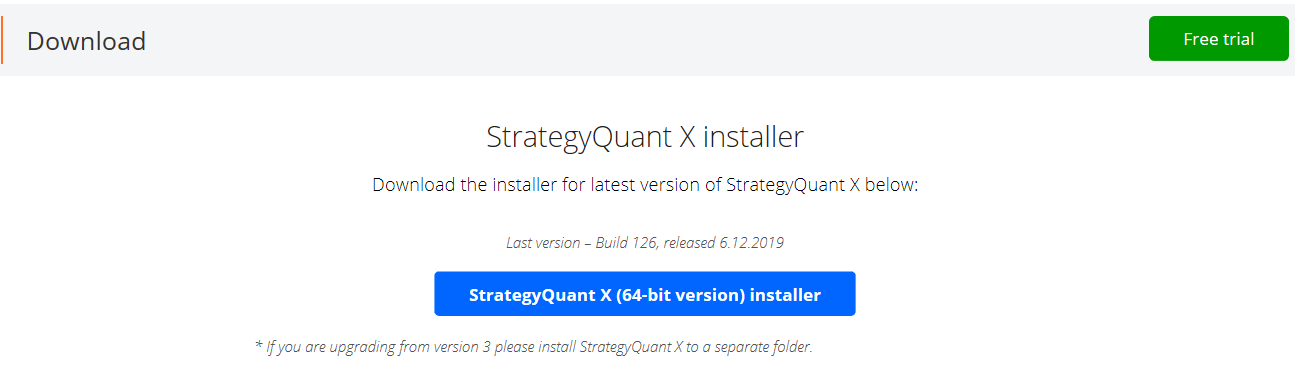 Download
Free trial
StrategyQuant X installer
Download the installer for latest version of StrategyQuant X below:
Last version – Build 126, released 6.12.2019
StrategyQuant X (64-bit version) installer
* If you are upgrading from version 3 please install StrategyQuant X to a separate folder.